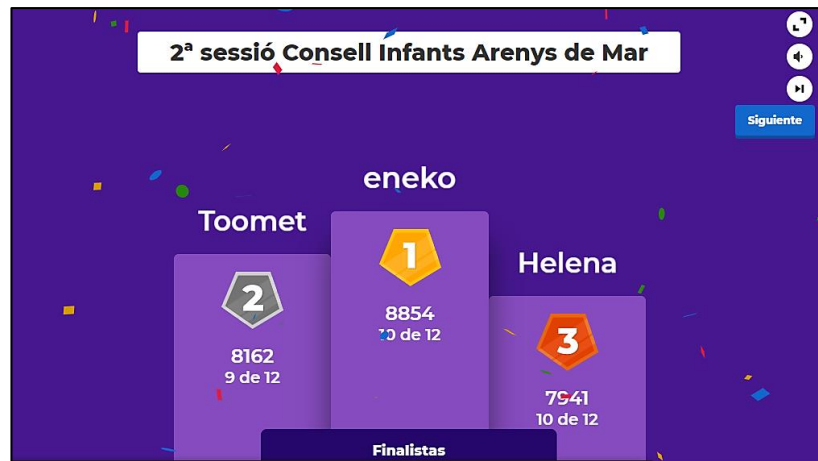 2ª sessió Consell Infants Arenys de Mar
Siguiente
eneko
1
8854
10 de 12
Toomet
2
8162
9 de 12
Helena
3
7941
10 de 12
Finalistas